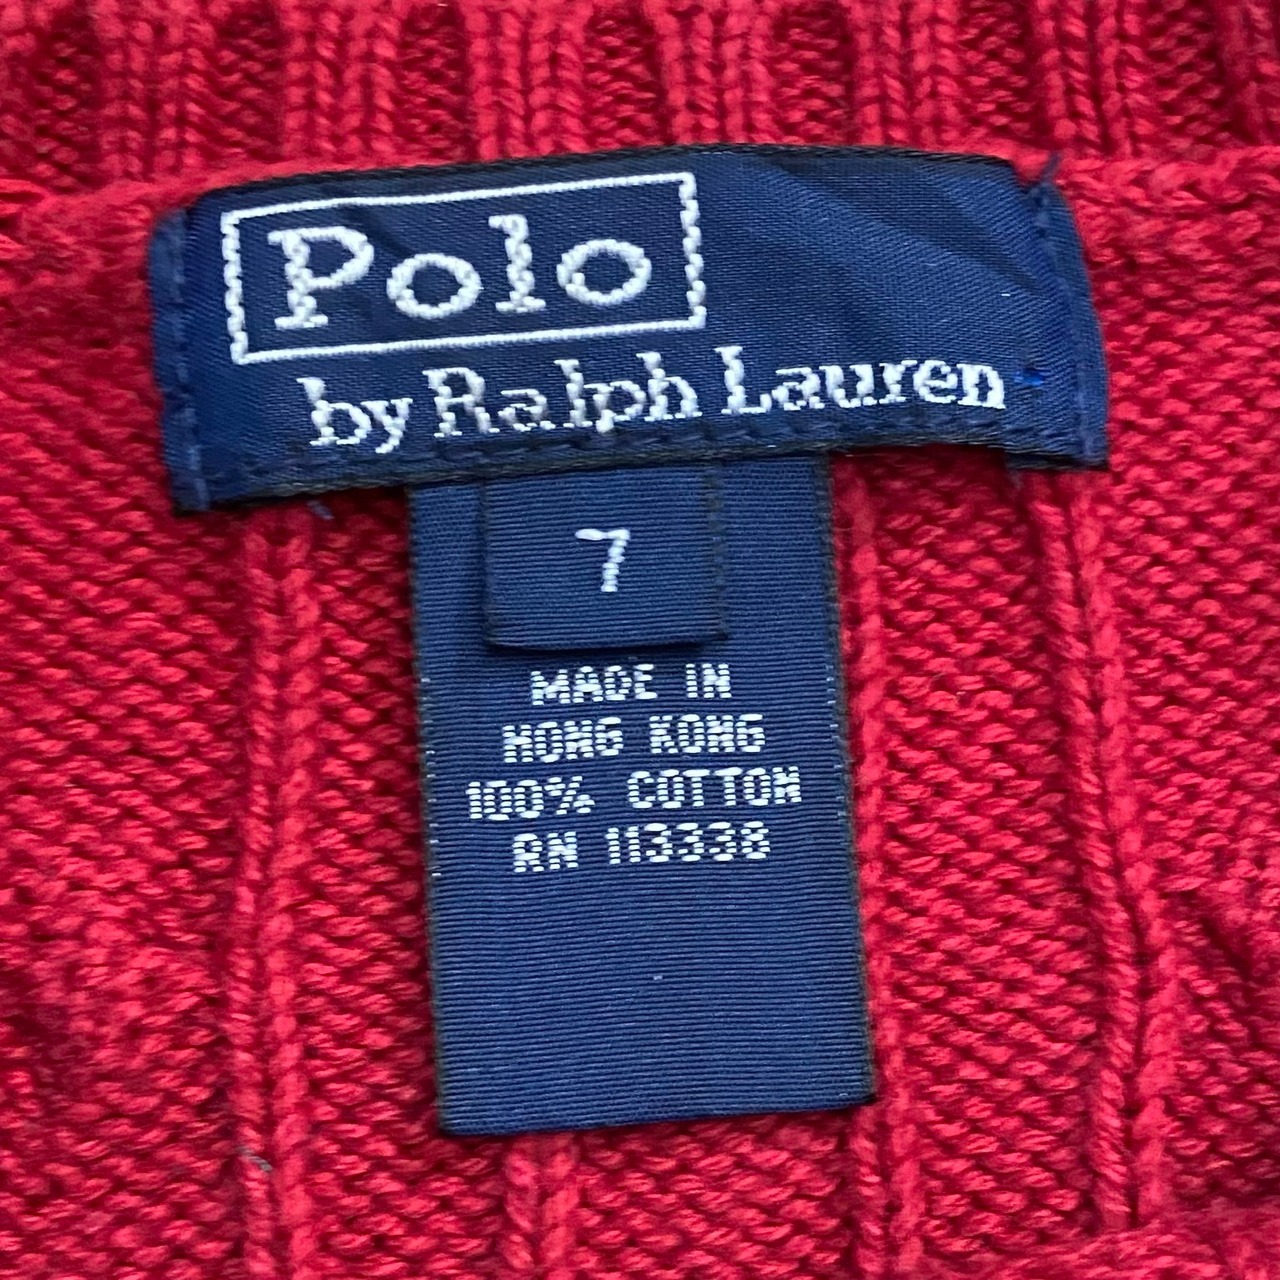 Polo
by Ralph Lauren
7
MADE IN
HONG KONG
100% COTTON
RN 113338